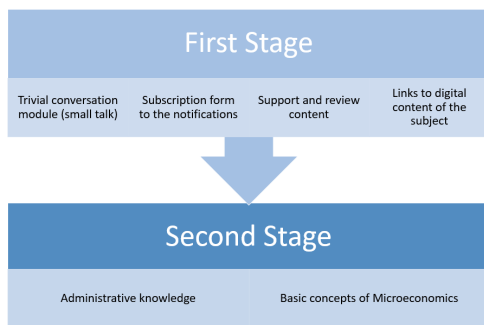 First Stage
Trivial conversation
module (small talk)
Subscription form
to the notifications
Support and review
content
Links to digital
content of the
subject
Second Stage
Administrative knowledge
Basic concepts of Microeconomics